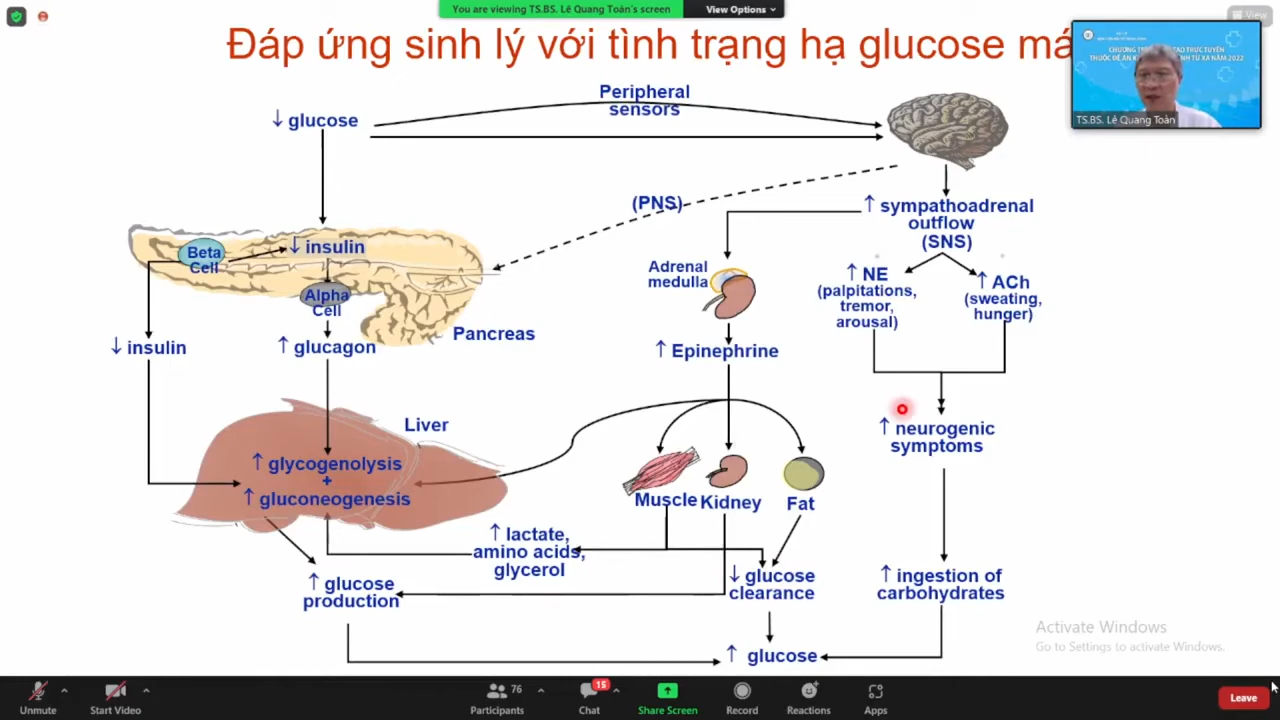 You are viewing TS.BS. Lê Quang Toàn's screen
View Options
View
Đáp ứng sinh lý với tình trạng hạ glucose má
TS.BS. Lê Quang Toàn
Peripheral
sensors
↓ glucose
(PNS)
↑ sympathoadrenal
outflow
(SNS)
Beta
Cell
↓ insulin
Alpha
Cell
Pancreas
Adrenal
medulla
↑ NE
(palpitations,
tremor,
arousal)
↑ ACh
(sweating,
hunger)
↓ insulin
↑ glucagon
↑ Epinephrine
Liver
↑ neurogenic
symptoms
↑ glycogenolysis
+
↑ gluconeogenesis
Muscle
Kidney
Fat
↑ lactate,
amino acids,
glycerol
↑ glucose
production
↓ glucose
clearance
↑ ingestion of
carbohydrates
↑ glucose
Activate Windows
Go to Settings to activate Windows.
Unmute
Start Video
76
Participants
15
Chat
Share Screen
Record
Reactions
Apps
Leave